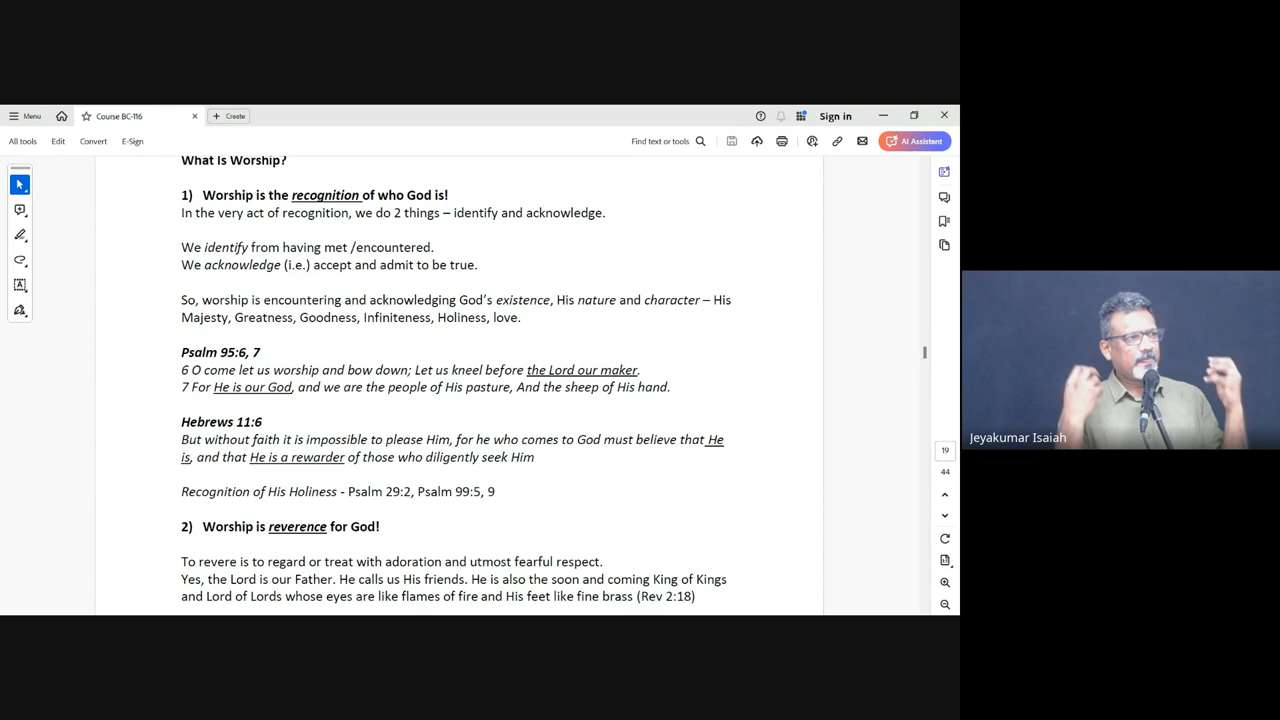 Menu
Course BC-116
Create
Sign in
All tools
Edit
Convert
E-Sign
Find text or tools
AI Assistant
What Is Worship?
1) Worship is the recognition of who God is!
In the very act of recognition, we do 2 things – identify and acknowledge.
We identify from having met /encountered.
We acknowledge (i.e.) accept and admit to be true.
So, worship is encountering and acknowledging God's existence, His nature and character – His
Majesty, Greatness, Goodness, Infiniteness, Holiness, love.
Psalm 95:6, 7
6 O come let us worship and bow down; Let us kneel before the Lord our maker.
7 For He is our God, and we are the people of His pasture, And the sheep of His hand.
Hebrews 11:6
But without faith it is impossible to please Him, for he who comes to God must believe that He
is, and that He is a rewarder of those who diligently seek Him
Recognition of His Holiness - Psalm 29:2, Psalm 99:5, 9
2) Worship is reverence for God!
To revere is to regard or treat with adoration and utmost fearful respect.
Yes, the Lord is our Father. He calls us His friends. He is also the soon and coming King of Kings
and Lord of Lords whose eyes are like flames of fire and His feet like fine brass (Rev 2:18)
19
44
Jeyakumar Isaiah